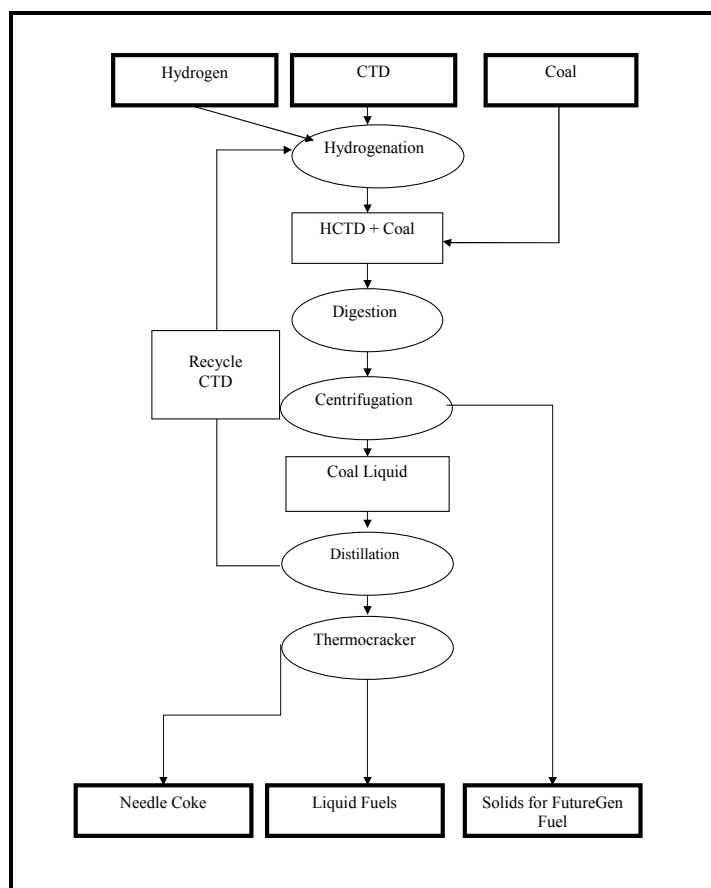 Hydrogen
CTD
Coal
Hydrogenation
HCTD + Coal
Digestion
Recycle
CTD
Centrifugation
Coal Liquid
Distillation
Thermocracker
Needle Coke
Liquid Fuels
Solids for FutureGen
Fuel